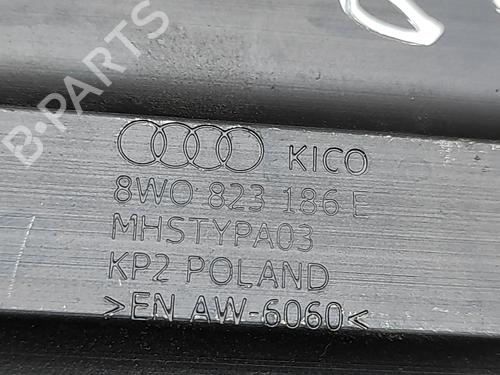 B-PARTS
KICO
8W0 823 186 E
MHSTYPA03
KP2 POLAND
>EN AW-6060<